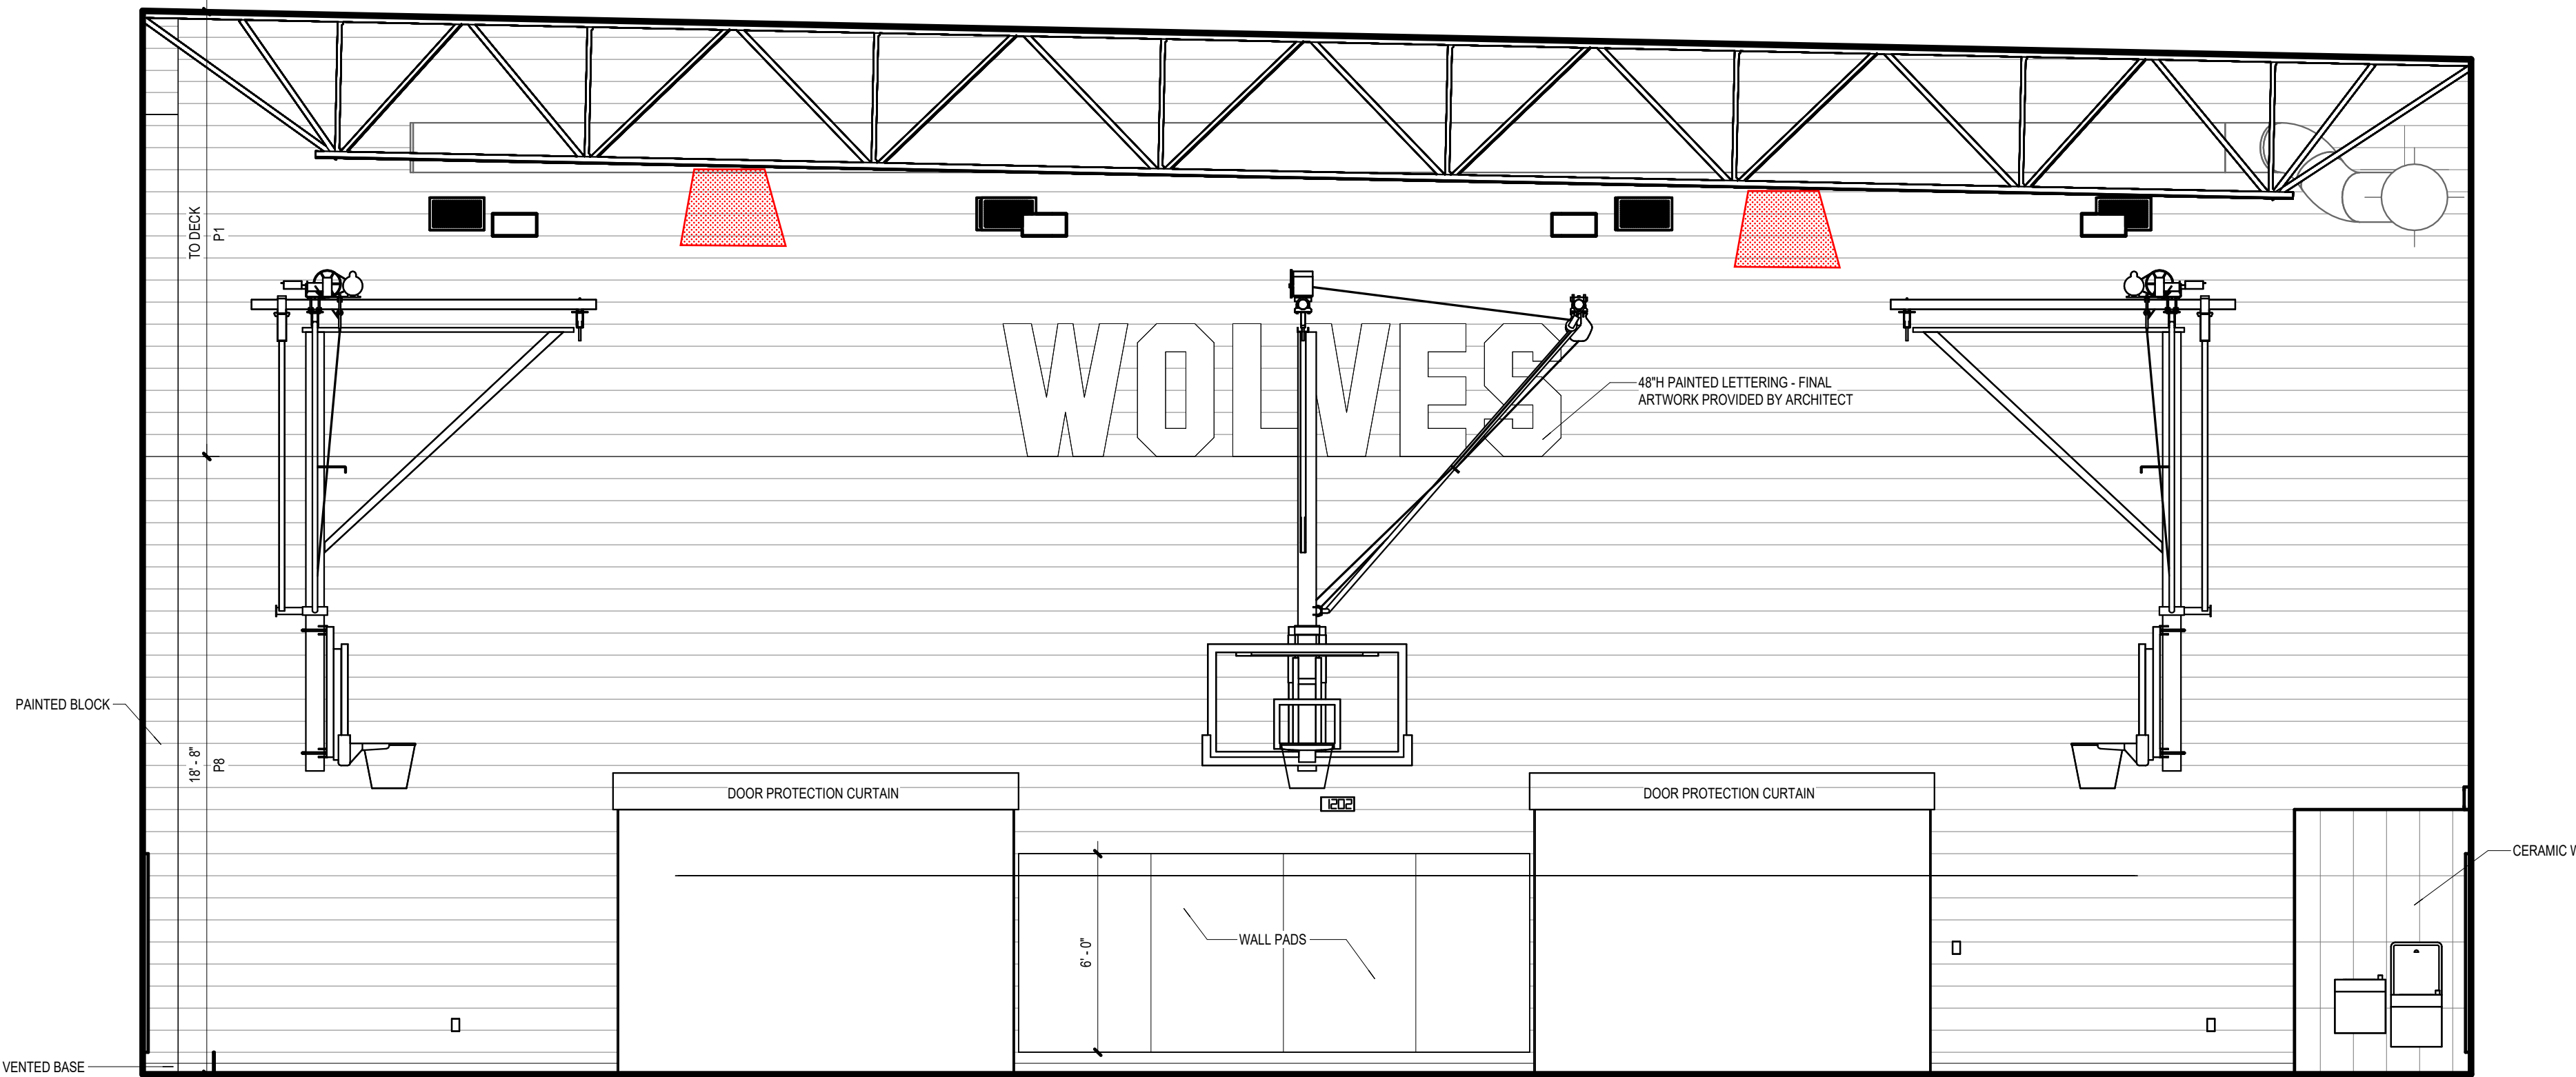 TO DECK
P1
WOLVES
48"H PAINTED LETTERING - FINAL
ARTWORK PROVIDED BY ARCHITECT
PAINTED BLOCK
18' - 8"
P8
DOOR PROTECTION CURTAIN
DOOR PROTECTION CURTAIN
1202
CERAMIC W
6' - 0"
WALL PADS
VENTED BASE